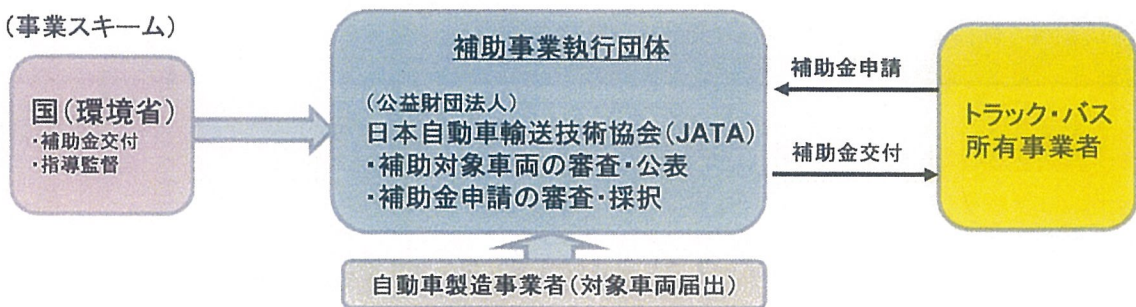 (事業スキーム)
国(環境省)
・補助金交付
・指導監督
補助事業執行団体
(公益財団法人)
日本自動車輸送技術協会(JATA)
・補助対象車両の審査・公表
・補助金申請の審査・採択
補助金申請
補助金交付
トラック・バス
所有事業者
自動車製造事業者(対象車両届出)